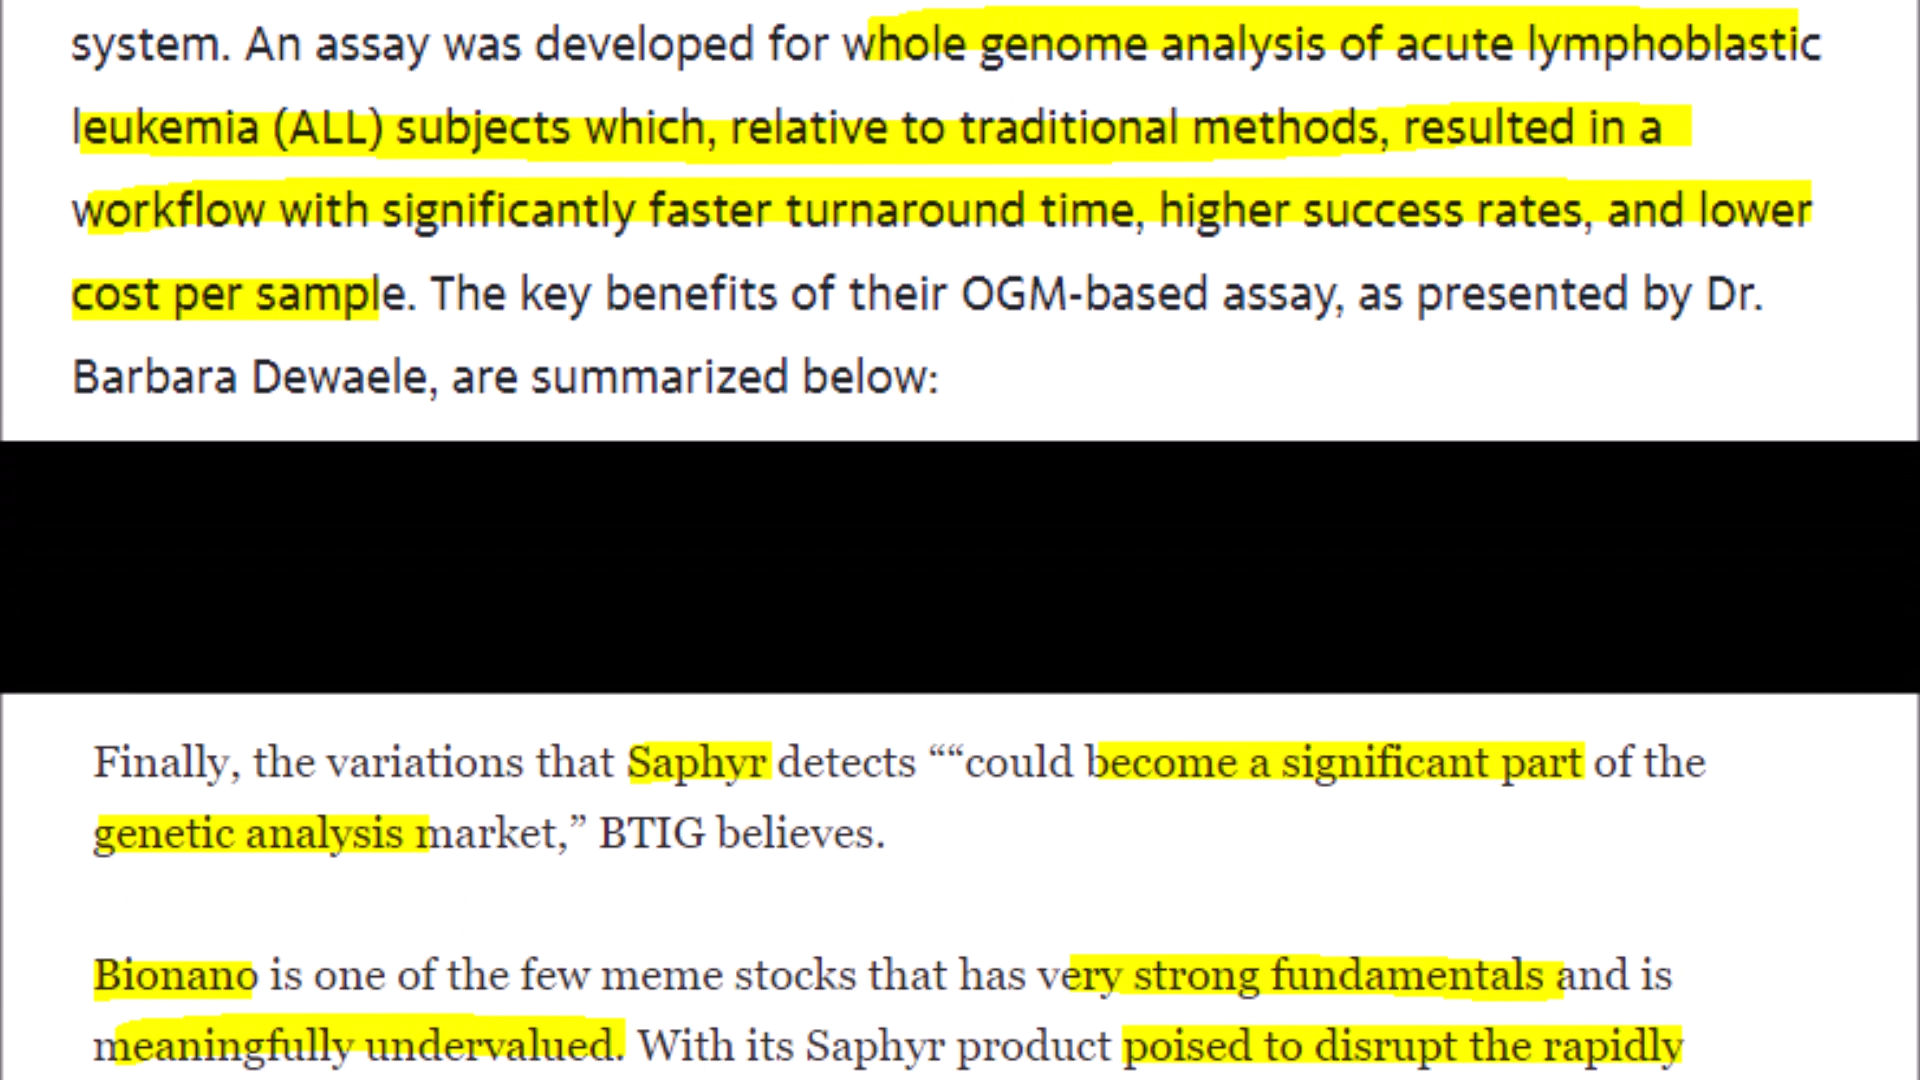 system. An assay was developed for whole genome analysis of acute lymphoblastic
leukemia (ALL) subjects which, relative to traditional methods, resulted in a
workflow with significantly faster turnaround time, higher success rates, and lower
cost per sample. The key benefits of their OGM-based assay, as presented by Dr.
Barbara Dewaele, are summarized below:
Finally, the variations that Saphyr detects ““could become a significant part of the
genetic analysis market,” BTIG believes.
Bionano is one of the few meme stocks that has very strong fundamentals and is
meaningfully undervalued. With its Saphyr product poised to disrupt the rapidly